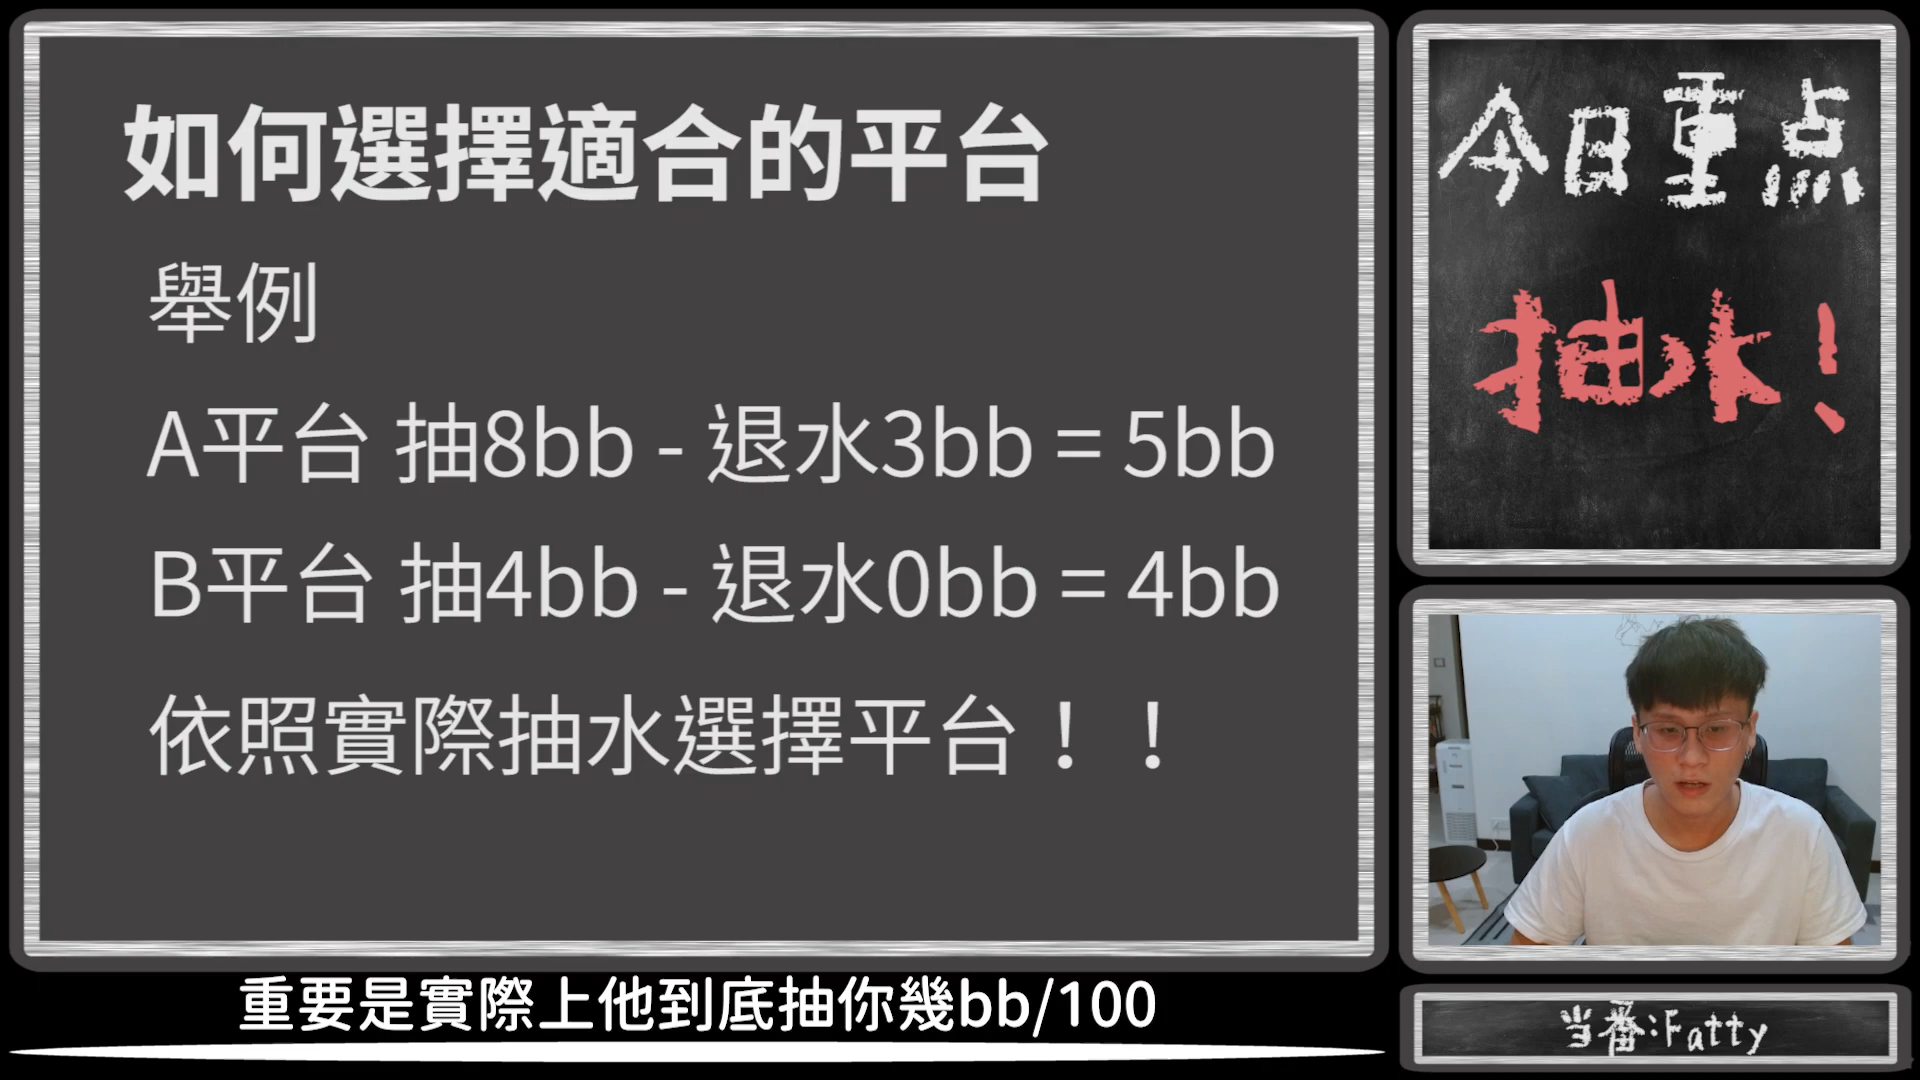 如何選擇適合的平台
舉例
A平台 抽8bb - 退水3bb = 5bb
B平台 抽4bb - 退水0bb = 4bb
依照實際抽水選擇平台！！
今日重点
抽水！
当番:Fatty
重要是實際上他到底抽你幾bb/100